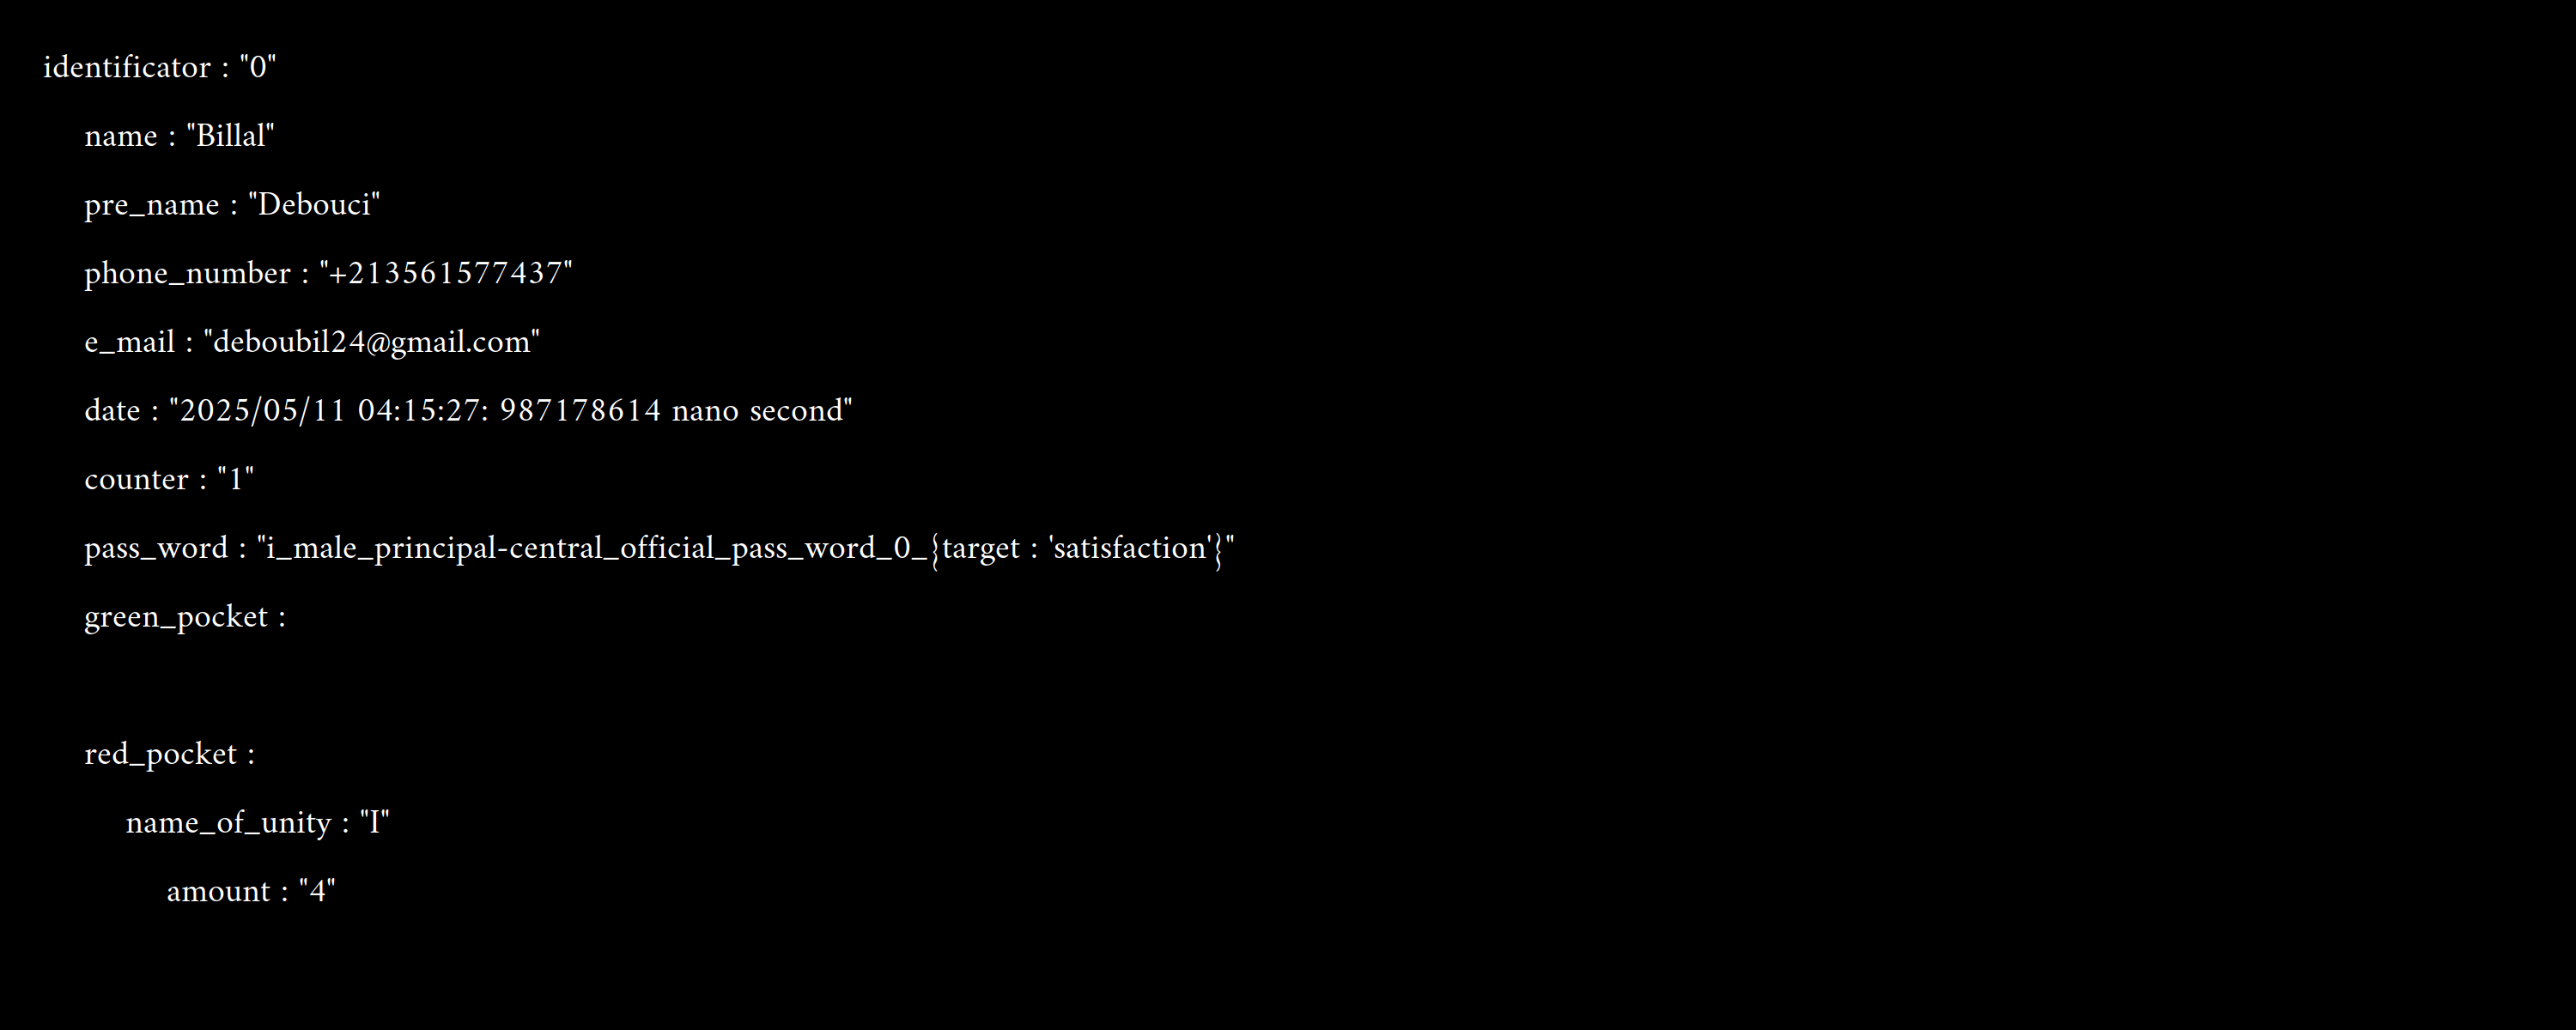 identificator : "0"
name : "Billal"
pre_name : "Debouci"
phone_number : "+213561577437"
e_mail : "deboubil24@gmail.com"
date : "2025/05/11 04:15:27: 987178614 nano second"
counter : "1"
pass_word : "i_male_principal-central_official_pass_word_0_{target : 'satisfaction'}"
green_pocket :
red_pocket :
name_of_unity : "I"
amount : "4"